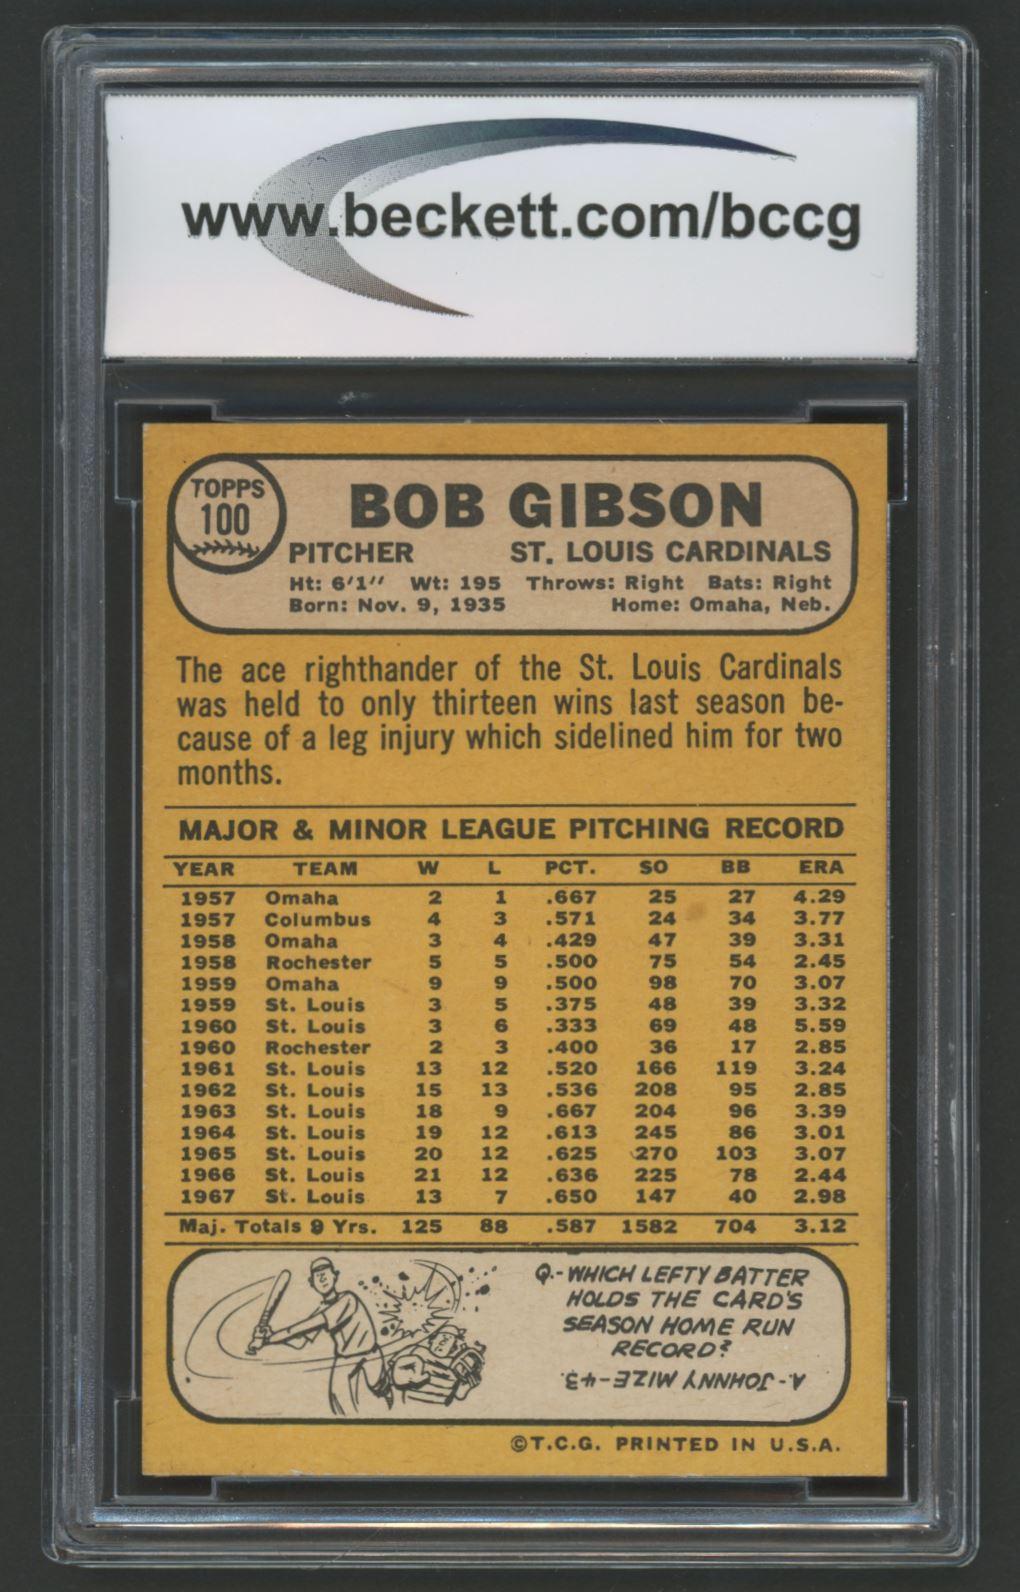 www.beckett.com/bccg
TOPPS
100
BOB GIBSON
PITCHER ST. LOUIS CARDINALS
Ht: 6'1" Wt: 195 Throws: Right Bats: Right
Born: Nov. 9, 1935 Home: Omaha, Neb.
The ace righthander of the St. Louis Cardinals
was held to only thirteen wins last season be-
cause of a leg injury which sidelined him for two
months.
MAJOR & MINOR LEAGUE PITCHING RECORD
YEAR TEAM W L PCT. SO BB ERA
1957 Omaha 2 1 .667 25 27 4.29
1957 Columbus 4 3 .571 24 34 3.77
1958 Omaha 3 4 .429 47 39 3.31
1958 Rochester 5 5 .500 75 54 2.45
1959 Omaha 9 9 .500 98 70 3.07
1959 St. Louis 3 5 .375 48 39 3.32
1960 St. Louis 3 6 .333 69 48 5.59
1960 Rochester 2 3 .400 36 17 2.85
1961 St. Louis 13 12 .520 166 119 3.24
1962 St. Louis 15 13 .536 208 95 2.85
1963 St. Louis 18 9 .667 204 96 3.39
1964 St. Louis 19 12 .613 245 86 3.01
1965 St. Louis 20 12 .625 270 103 3.07
1966 St. Louis 21 12 .636 225 78 2.44
1967 St. Louis 13 7 .650 147 40 2.98
Maj. Totals 9 Yrs. 125 88 .587 1582 704 3.12
Q.- WHICH LEFTY BATTER
HOLDS THE CARD'S
SEASON HOME RUN
RECORD?
A.- JOHNNY MIZE - 43.
©T.C.G. PRINTED IN U.S.A.